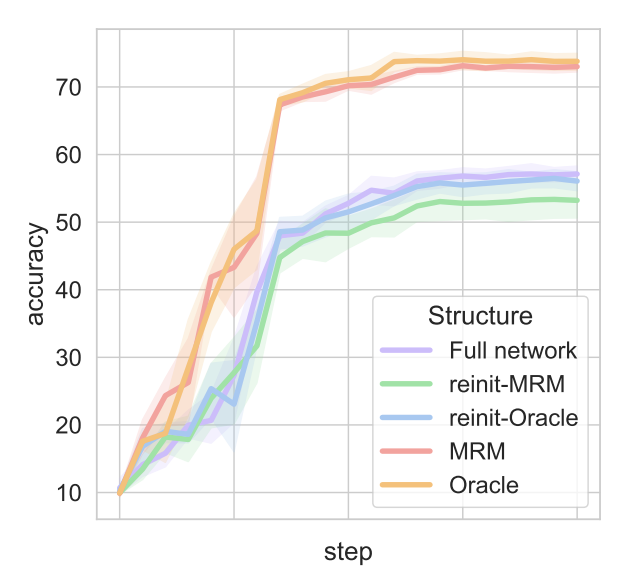 70
60
50
40
30
20
10
accuracy
step
Structure
Full network
reinit-MRM
reinit-Oracle
MRM
Oracle